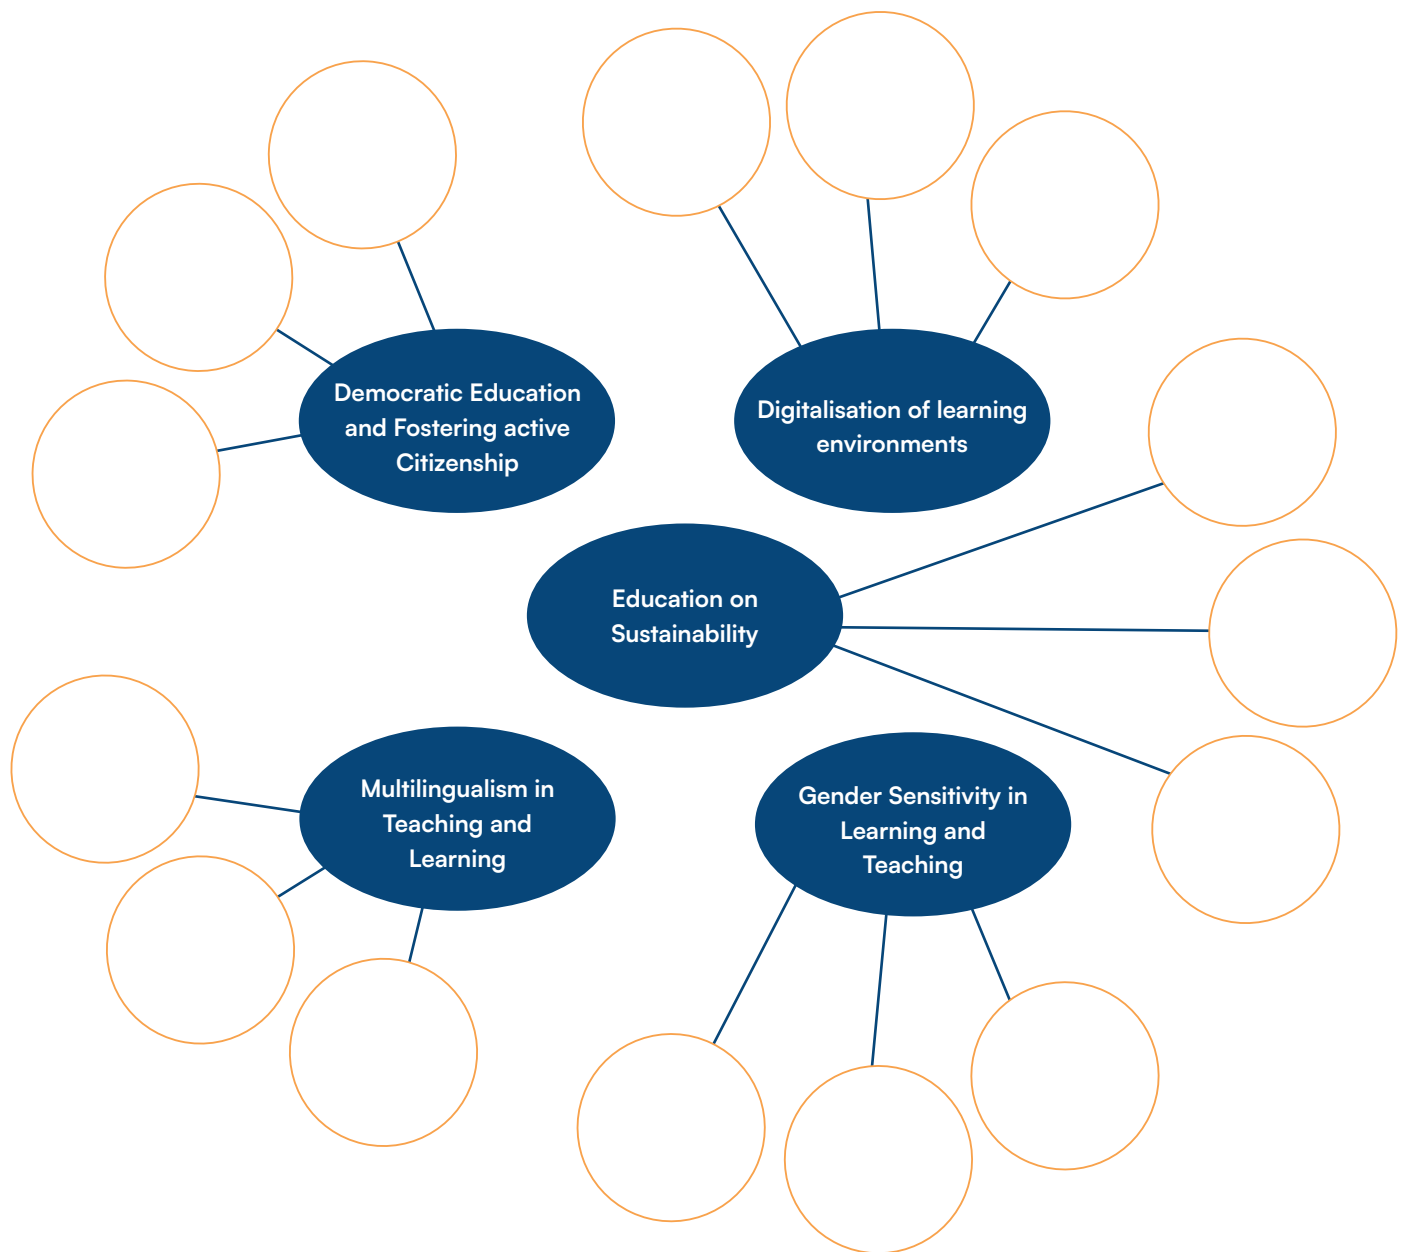 Democratic Education
and Fostering active
Citizenship
Digitalisation of learning
environments
Education on
Sustainability
Multilingualism in
Teaching and
Learning
Gender Sensitivity in
Learning and
Teaching